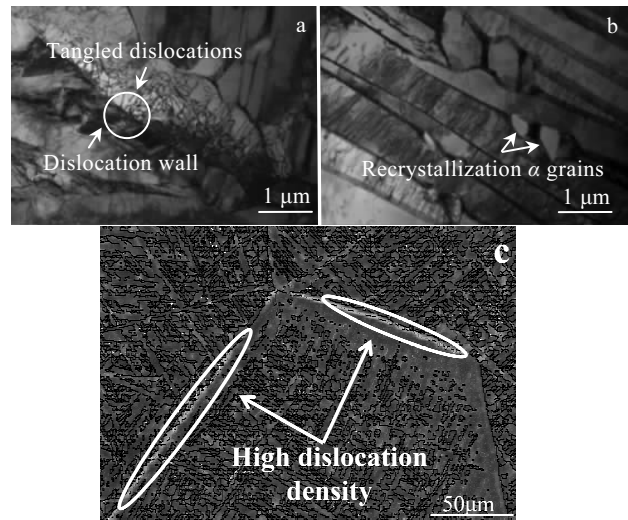 a
Tangled dislocations
Dislocation wall
1 μm
b
Recrystallization α grains
1 μm
c
High dislocation
density
50μm